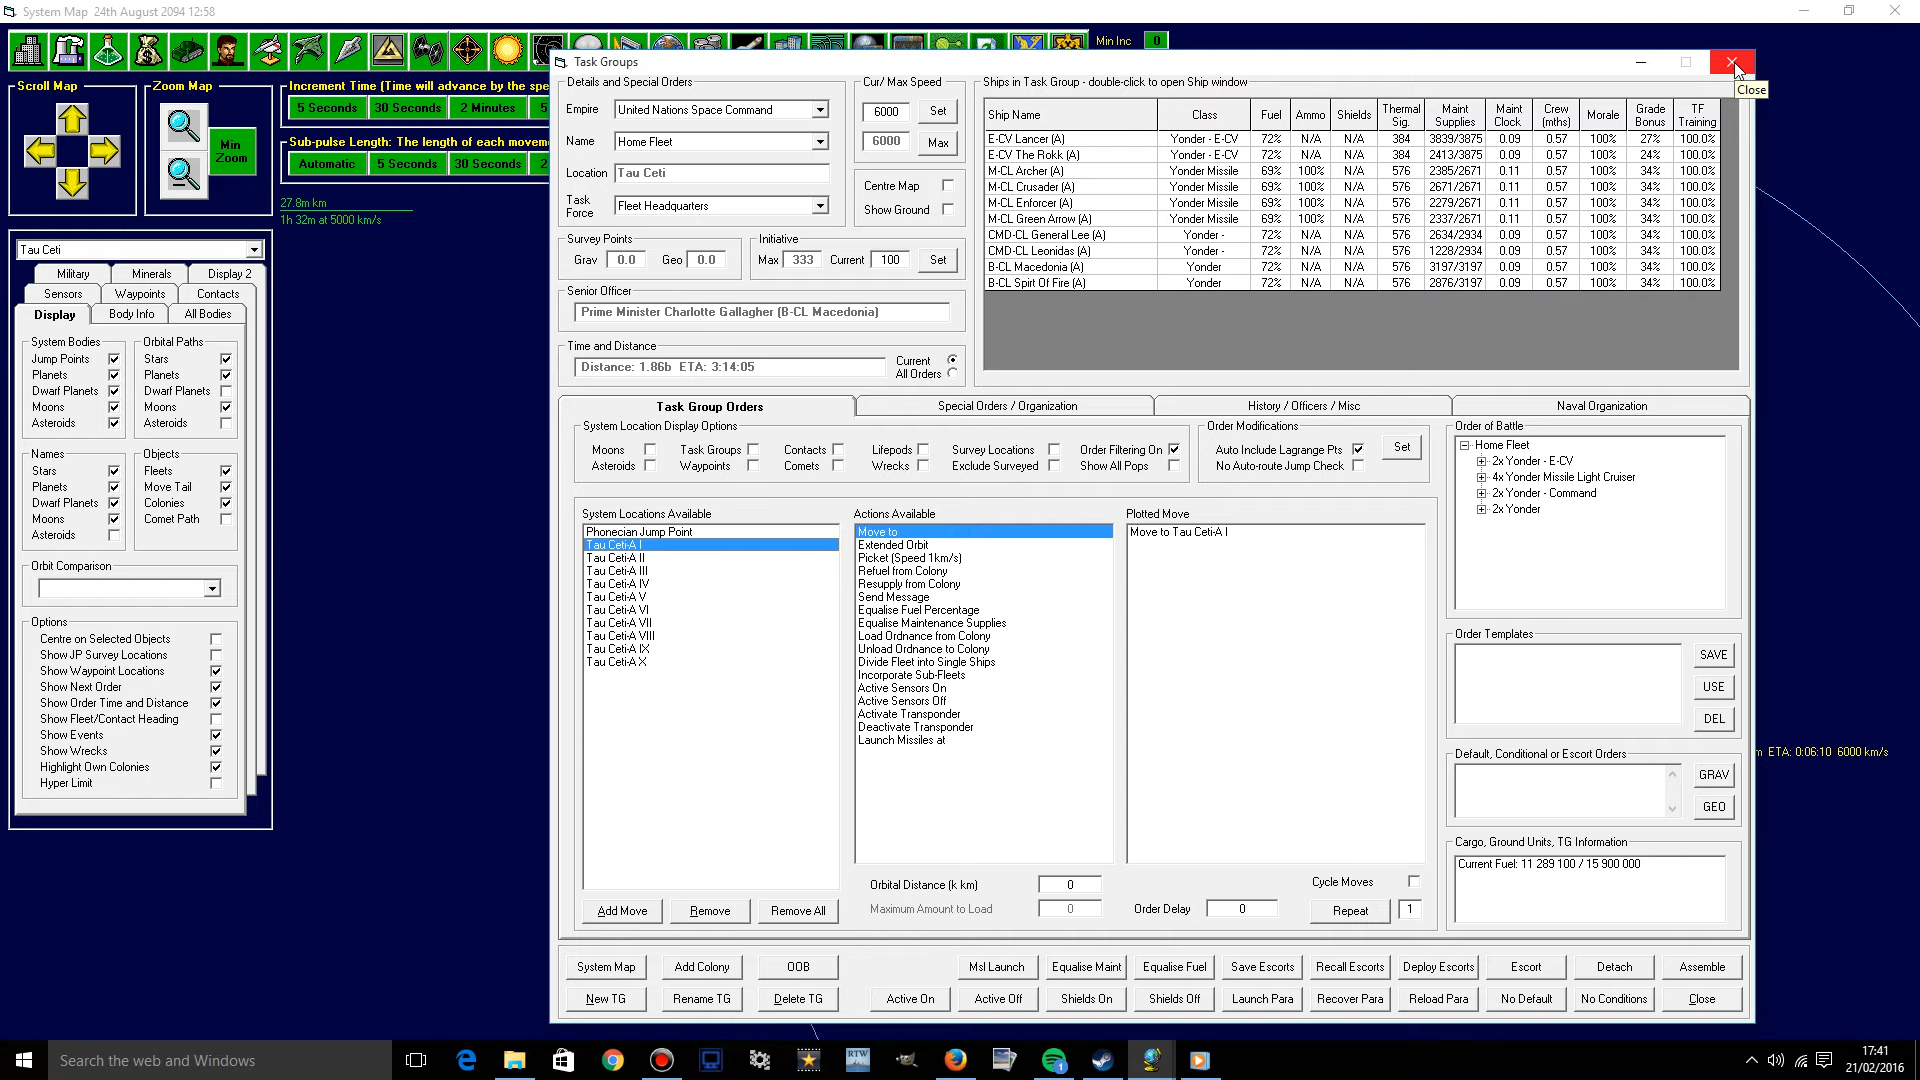 System Map  24th August 2094 12:58
Min Inc 0
Task Groups
Close
Scroll Map
Zoom Map
Min Zoom
Increment Time (Time will advance by the spe
5 Seconds 30 Seconds 2 Minutes 5
Sub-pulse Length: The length of each moveme
Automatic 5 Seconds 30 Seconds 2
27.8m km
1h 32m at 5000 km/s
Tau Ceti
Military Minerals Display 2
Sensors Waypoints Contacts
Display Body Info All Bodies
System Bodies
Jump Points
Planets
Dwarf Planets
Moons
Asteroids
Orbital Paths
Stars
Planets
Dwarf Planets
Moons
Asteroids
Names
Stars
Planets
Dwarf Planets
Moons
Asteroids
Objects
Fleets
Move Tail
Colonies
Comet Path
Orbit Comparison
Options
Centre on Selected Objects
Show JP Survey Locations
Show Waypoint Locations
Show Next Order
Show Order Time and Distance
Show Fleet/Contact Heading
Show Events
Show Wrecks
Highlight Own Colonies
Hyper Limit
Details and Special Orders
Empire United Nations Space Command
Name Home Fleet
Location Tau Ceti
Task Force Fleet Headquarters
Cur/ Max Speed
6000 Set
6000 Max
Centre Map
Show Ground
Survey Points
Grav 0.0 Geo 0.0
Initiative
Max 333 Current 100 Set
Senior Officer
Prime Minister Charlotte Gallagher (B-CL Macedonia)
Time and Distance
Distance: 1.86b  ETA: 3:14:05
Current
All Orders
Ships in Task Group - double-click to open Ship window
Ship Name Class Fuel Ammo Shields Thermal Sig. Maint Supplies Maint Clock Crew (mths) Morale Grade Bonus TF Training
E-CV Lancer (A) Yonder - E-CV 72% N/A N/A 384 3839/3875 0.09 0.57 100% 27% 100.0%
E-CV The Rokk (A) Yonder - E-CV 72% N/A N/A 384 2413/3875 0.09 0.57 100% 24% 100.0%
M-CL Archer (A) Yonder Missile 69% 100% N/A 576 2385/2671 0.11 0.57 100% 34% 100.0%
M-CL Crusader (A) Yonder Missile 69% 100% N/A 576 2671/2671 0.11 0.57 100% 34% 100.0%
M-CL Enforcer (A) Yonder Missile 69% 100% N/A 576 2279/2671 0.11 0.57 100% 34% 100.0%
M-CL Green Arrow (A) Yonder Missile 69% 100% N/A 576 2337/2671 0.11 0.57 100% 34% 100.0%
CMD-CL General Lee (A) Yonder - 72% N/A N/A 576 2634/2934 0.09 0.57 100% 34% 100.0%
CMD-CL Leonidas (A) Yonder - 72% N/A N/A 576 1228/2934 0.09 0.57 100% 34% 100.0%
B-CL Macedonia (A) Yonder 72% N/A N/A 576 3197/3197 0.09 0.57 100% 34% 100.0%
B-CL Spirt Of Fire (A) Yonder 72% N/A N/A 576 2876/3197 0.09 0.57 100% 34% 100.0%
Task Group Orders Special Orders / Organization History / Officers / Misc Naval Organization
System Location Display Options
Moons Task Groups Contacts Lifepods Survey Locations Order Filtering On
Asteroids Waypoints Comets Wrecks Exclude Surveyed Show All Pops
Order Modifications
Auto Include Lagrange Pts
No Auto-route Jump Check
Set
System Locations Available
Phonecian Jump Point
Tau Ceti-A I
Tau Ceti-A II
Tau Ceti-A III
Tau Ceti-A IV
Tau Ceti-A V
Tau Ceti-A VI
Tau Ceti-A VII
Tau Ceti-A VIII
Tau Ceti-A IX
Tau Ceti-A X
Actions Available
Move to
Extended Orbit
Picket (Speed 1km/s)
Refuel from Colony
Resupply from Colony
Send Message
Equalise Fuel Percentage
Equalise Maintenance Supplies
Load Ordnance from Colony
Unload Ordnance to Colony
Divide Fleet into Single Ships
Incorporate Sub-Fleets
Active Sensors On
Active Sensors Off
Activate Transponder
Deactivate Transponder
Launch Missiles at
Plotted Move
Move to Tau Ceti-A I
Add Move Remove Remove All
Orbital Distance (k km) 0
Maximum Amount to Load 0
Order Delay 0
Cycle Moves
Repeat 1
Order of Battle
Home Fleet
2x Yonder - E-CV
4x Yonder Missile Light Cruiser
2x Yonder - Command
2x Yonder
Order Templates
SAVE
USE
DEL
Default, Conditional or Escort Orders
GRAV
GEO
Cargo, Ground Units, TG Information
Current Fuel: 11 289 100 / 15 900 000
m  ETA: 0:06:10  6000 km/s
System Map Add Colony OOB Msl Launch Equalise Maint Equalise Fuel Save Escorts Recall Escorts Deploy Escorts Escort Detach Assemble
New TG Rename TG Delete TG Active On Active Off Shields On Shields Off Launch Para Recover Para Reload Para No Default No Conditions Close
Search the web and Windows
RTW
1
17:41
21/02/2016